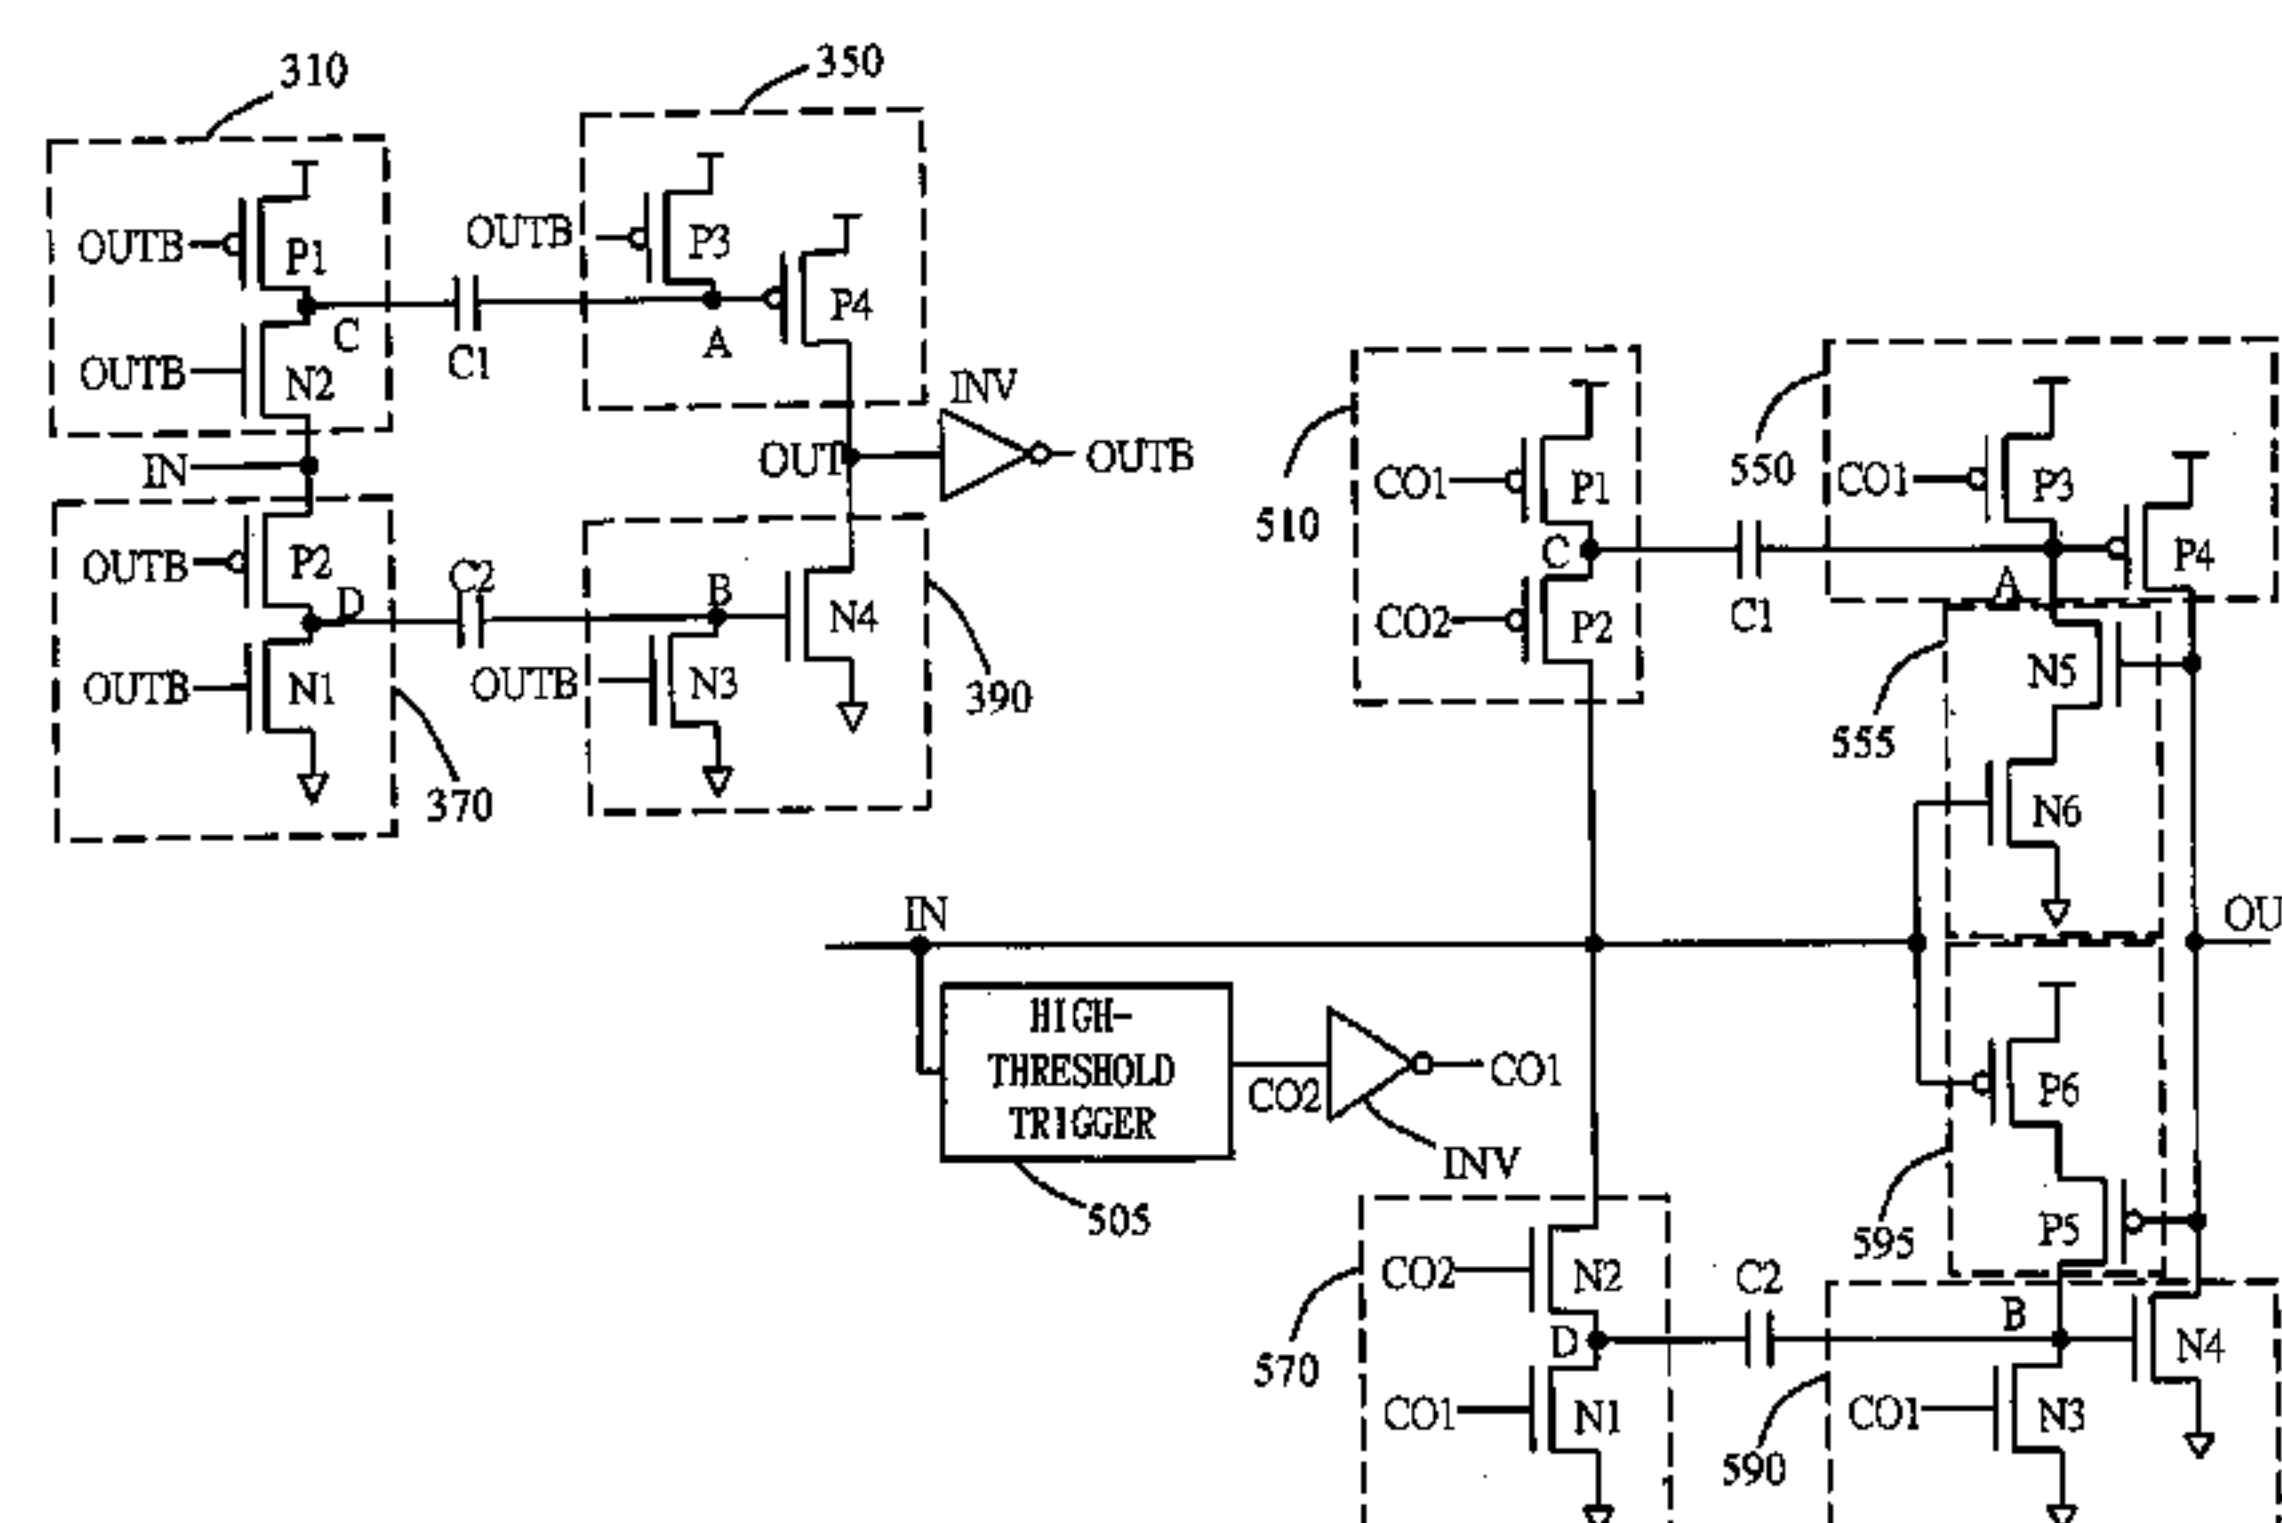 310
350
OUTB
P1
OUTB
P3
P4
C
C1
A
OUTB
N2
INV
IN
OUT
OUTB
OUTB
P2
D
C2
B
N4
OUTB
N1
OUTB
N3
390
370
510
CO1
P1
550
CO1
P3
P4
C
C1
A
CO2
P2
N5
555
N6
IN
OU
HIGH-
THRESHOLD
TRIGGER
CO2
CO1
INV
505
P6
P5
595
CO2
N2
C2
B
N4
570
D
CO1
N1
CO1
N3
590